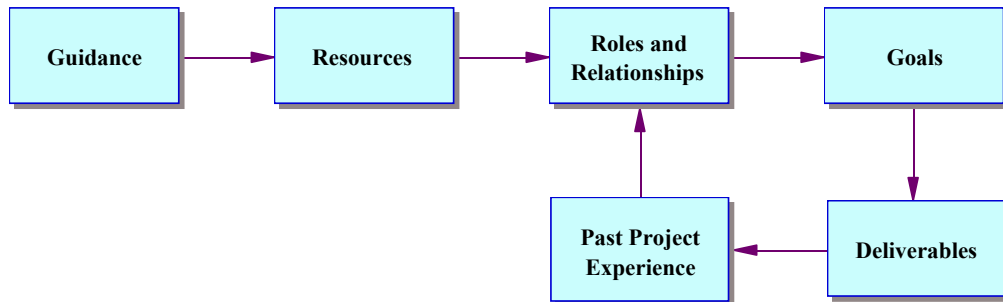 Guidance
Resources
Roles and
Relationships
Goals
Past Project
Experience
Deliverables